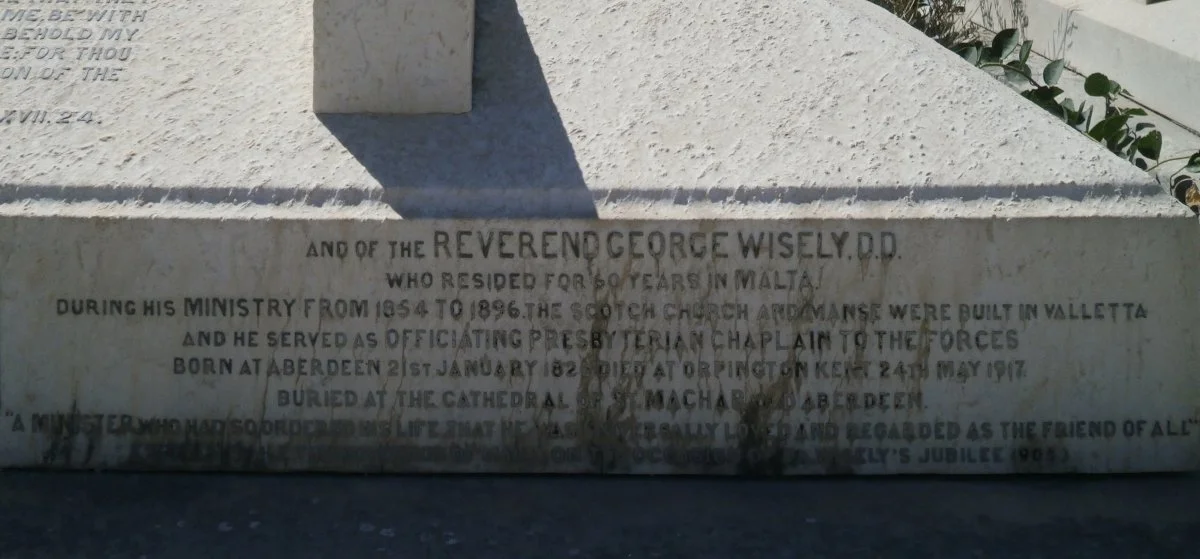 ME, BE WITH
BEHOLD MY
E: FOR THOU
ON OF THE
XVII. 24.
AND OF THE REVEREND GEORGE WISELY, D.D.
WHO RESIDED FOR 60 YEARS IN MALTA.
DURING HIS MINISTRY FROM 1854 TO 1896. THE SCOTCH CHURCH AND MANSE WERE BUILT IN VALLETTA
AND HE SERVED AS OFFICIATING PRESBYTERIAN CHAPLAIN TO THE FORCES
BORN AT ABERDEEN 21ST JANUARY DIED AT ORPINGTON KENT 24TH MAY 1917.
BURIED AT THE CATHEDRAL OF ST. MACHAR OLD ABERDEEN.
"A MINISTER WHO HAD SO ORDERED HIS LIFE THAT HE WAS UNIVERSALLY LOVED AND REGARDED AS THE FRIEND OF ALL"
WISELY'S JUBILEE